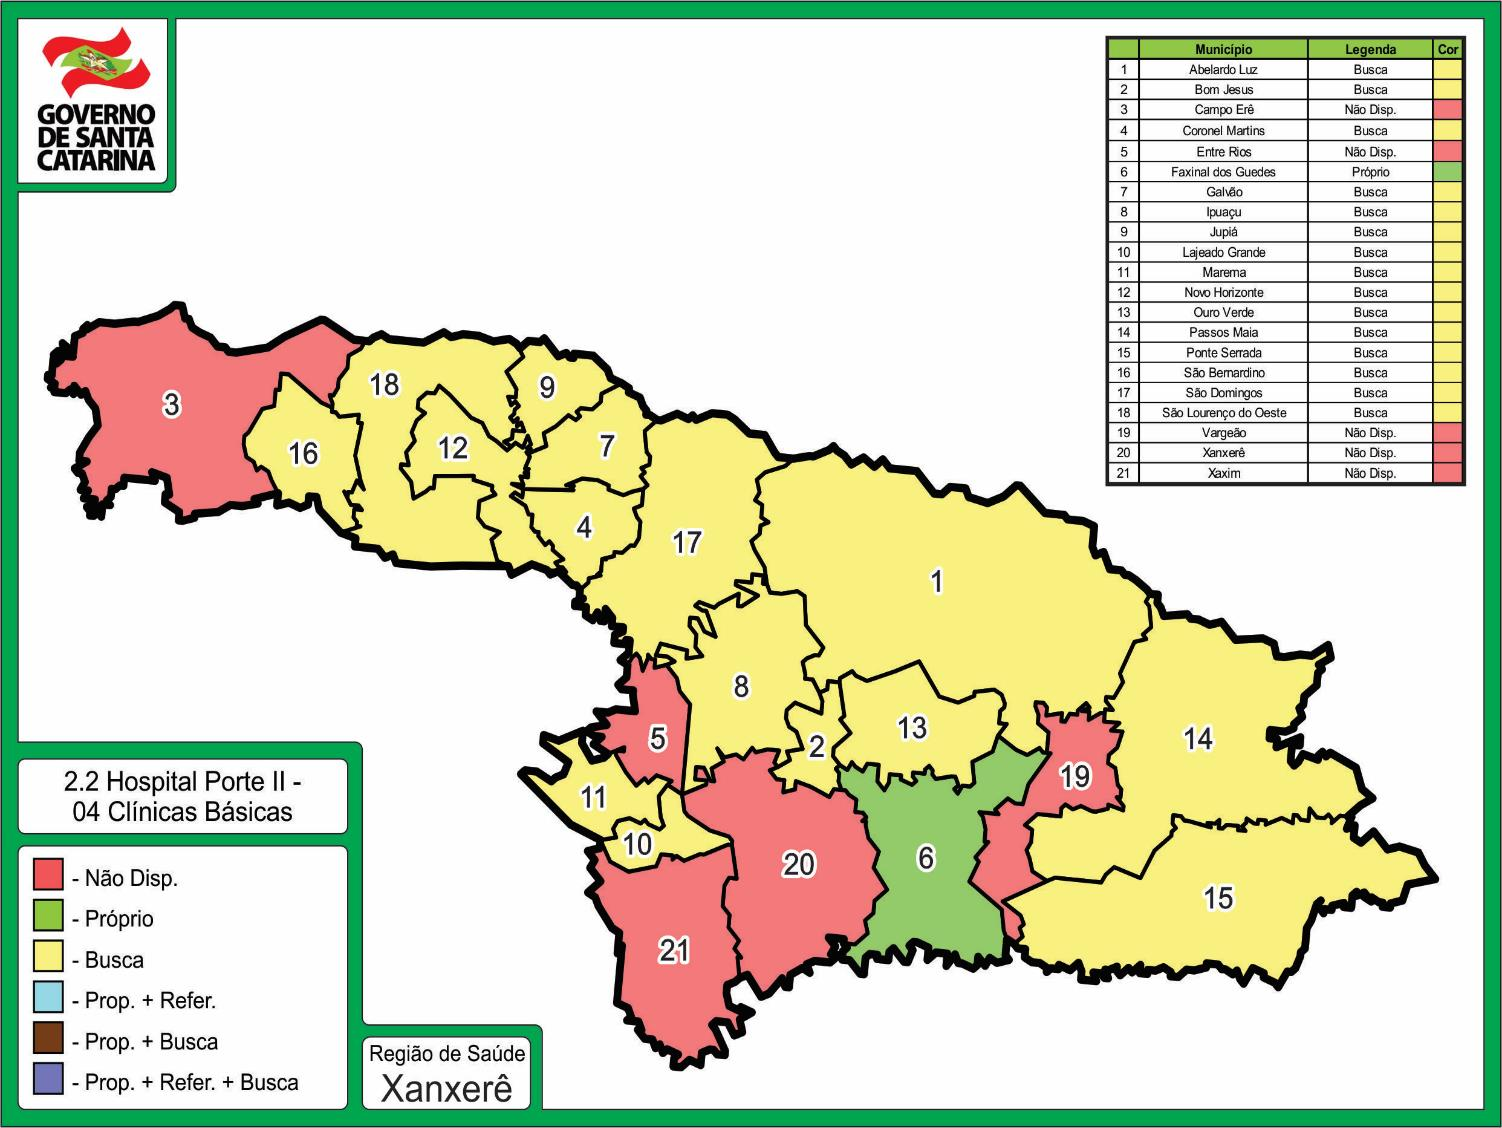 GOVERNO
DE SANTA
CATARINA
Município Legenda Cor
1 Abelardo Luz Busca
2 Bom Jesus Busca
3 Campo Erê Não Disp.
4 Coronel Martins Busca
5 Entre Rios Não Disp.
6 Faxinal dos Guedes Próprio
7 Galvão Busca
8 Ipuaçu Busca
9 Jupiá Busca
10 Lajeado Grande Busca
11 Marema Busca
12 Novo Horizonte Busca
13 Ouro Verde Busca
14 Passos Maia Busca
15 Ponte Serrada Busca
16 São Bernardino Busca
17 São Domingos Busca
18 São Lourenço do Oeste Busca
19 Vargeão Não Disp.
20 Xanxerê Não Disp.
21 Xaxim Não Disp.
3
18
9
16
12
7
4
17
1
8
5
2
13
14
19
11
10
20
6
15
21
2.2 Hospital Porte II -
04 Clínicas Básicas
- Não Disp.
- Próprio
- Busca
- Prop. + Refer.
- Prop. + Busca
- Prop. + Refer. + Busca
Região de Saúde
Xanxerê